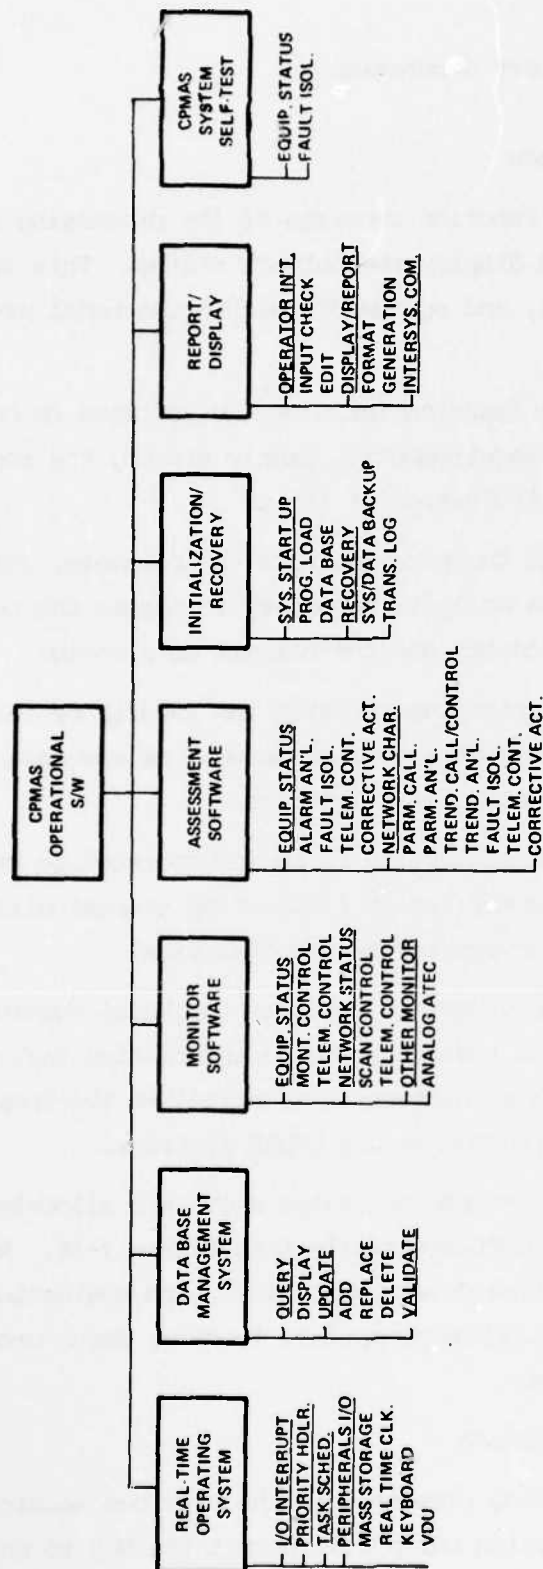 CPMAS
OPERATIONAL
S/W
REAL-TIME
OPERATING
SYSTEM
I/O INTERRUPT
PRIORITY HDLR.
TASK SCHED.
PERIPHERALS I/O
MASS STORAGE
REAL TIME CLK.
KEYBOARD
VDU
DATA BASE
MANAGEMENT
SYSTEM
QUERY
DISPLAY
UPDATE
ADD
REPLACE
DELETE
VALIDATE
MONITOR
SOFTWARE
EQUIP. STATUS
MONT. CONTROL
TELEM. CONTROL
NETWORK STATUS
SCAN CONTROL
TELEM. CONTROL
OTHER MONITOR
ANALOG ATEC
ASSESSMENT
SOFTWARE
EQUIP. STATUS
ALARM AN'L.
FAULT ISOL.
TELEM. CONT.
CORRECTIVE ACT.
NETWORK CHAR.
PARM. CALL.
PARM. AN'L.
TREND. CALL/CONTROL
TREND. AN'L.
FAULT ISOL.
TELEM. CONT.
CORRECTIVE ACT.
INITIALIZATION/
RECOVERY
SYS. START UP
PROG. LOAD
DATA BASE
RECOVERY
SYS/DATA BACKUP
TRANS. LOG
REPORT/
DISPLAY
OPERATOR IN'T.
INPUT CHECK
EDIT
DISPLAY/REPORT
FORMAT
GENERATION
INTERSYS. COM.
CPMAS
SYSTEM
SELF-TEST
EQUIP. STATUS
FAULT ISOL.